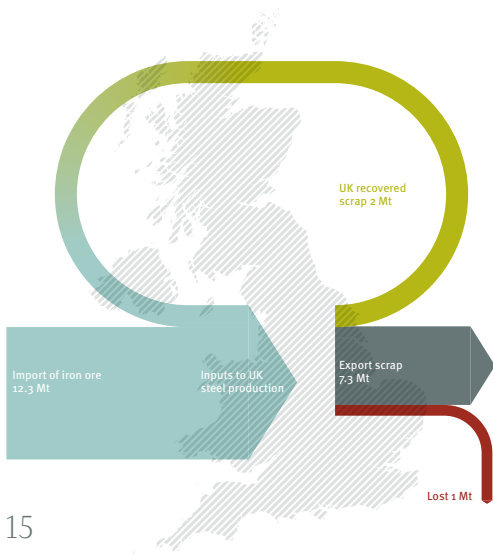 UK recovered
scrap 2 Mt
Import of iron ore
12.3 Mt
Inputs to UK
steel production
Export scrap
7.3 Mt
Lost 1 Mt
15